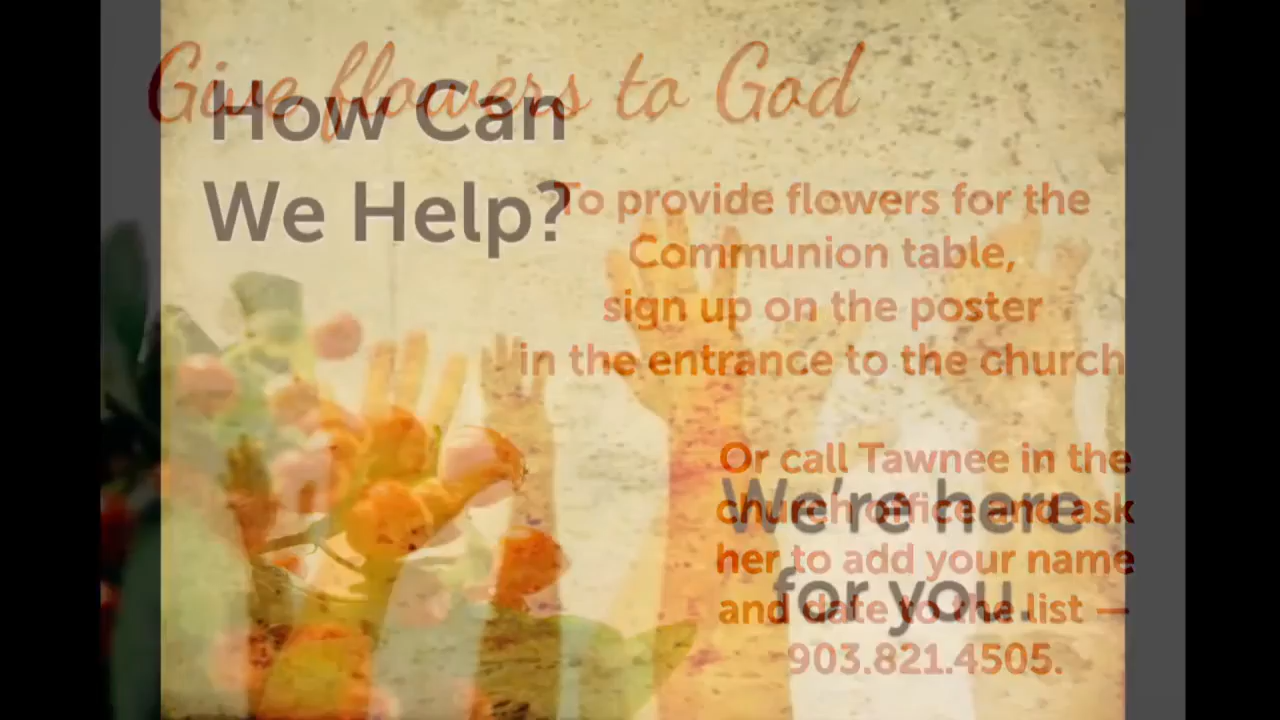 Give flowers to God
How Can
We Help?
To provide flowers for the
Communion table,
sign up on the poster
in the entrance to the church
Or call Tawnee in the
church office and ask
her to add your name
and date to the list —
903.821.4505.
We're here
for you.